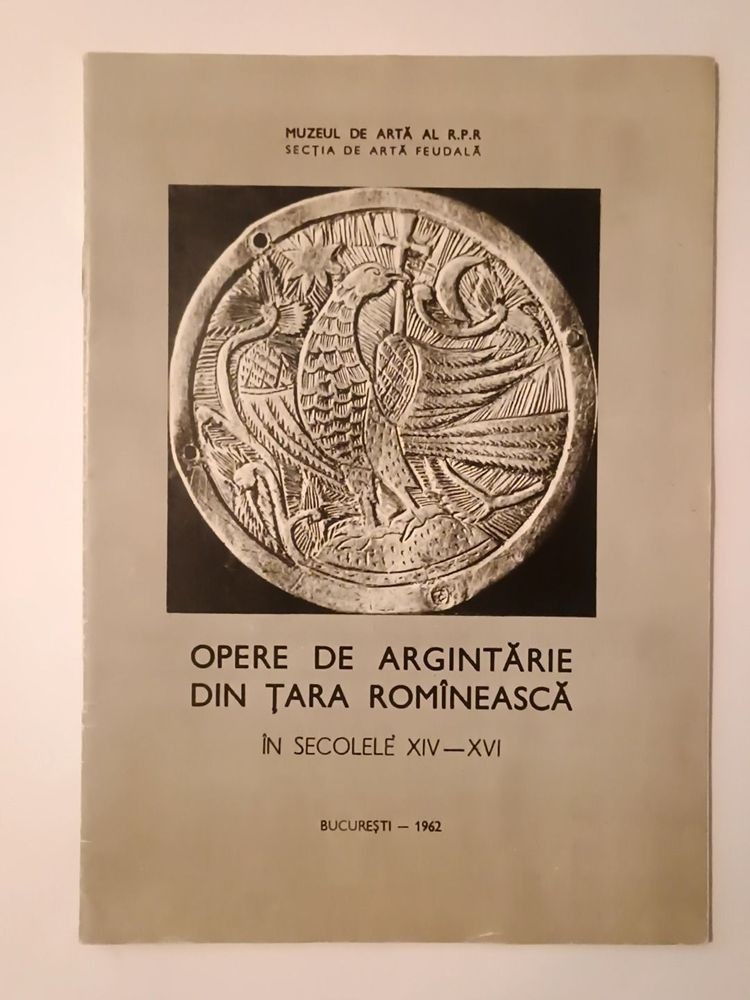 MUZEUL DE ARTĂ AL R.P.R
SECȚIA DE ARTĂ FEUDALĂ
OPERE DE ARGINTĂRIE
DIN ȚARA ROMÎNEASCĂ
ÎN SECOLELE XIV—XVI
BUCUREȘTI — 1962